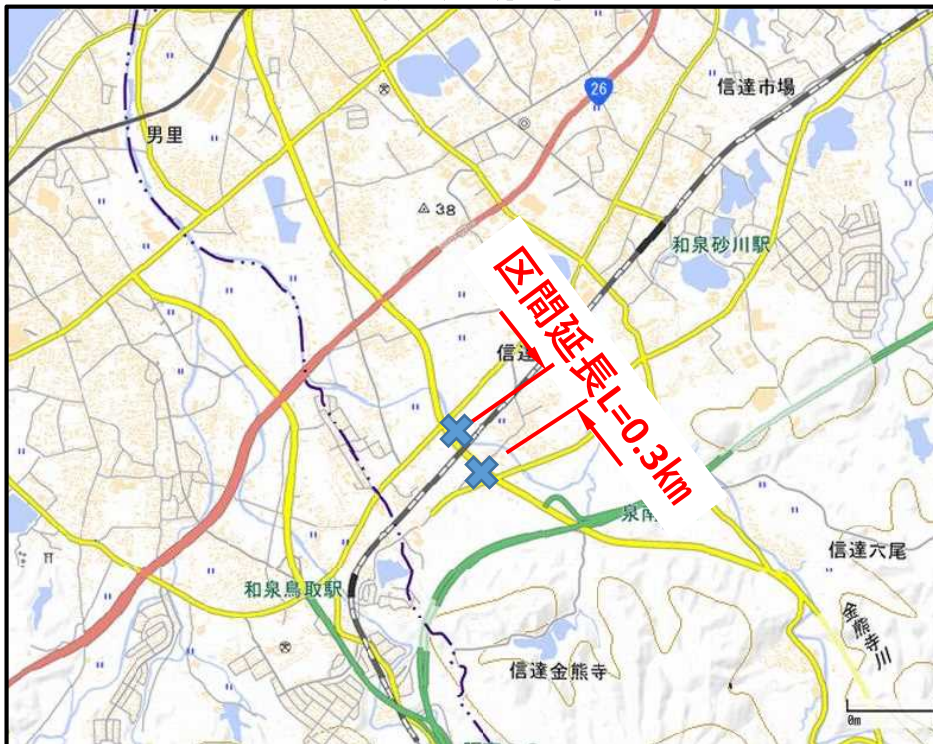 26
信達市場
男里
38
和泉砂川駅
区間延長L=0.3km
信達
泉南
信達六尾
和泉鳥取駅
金熊寺川
信達金熊寺
0m